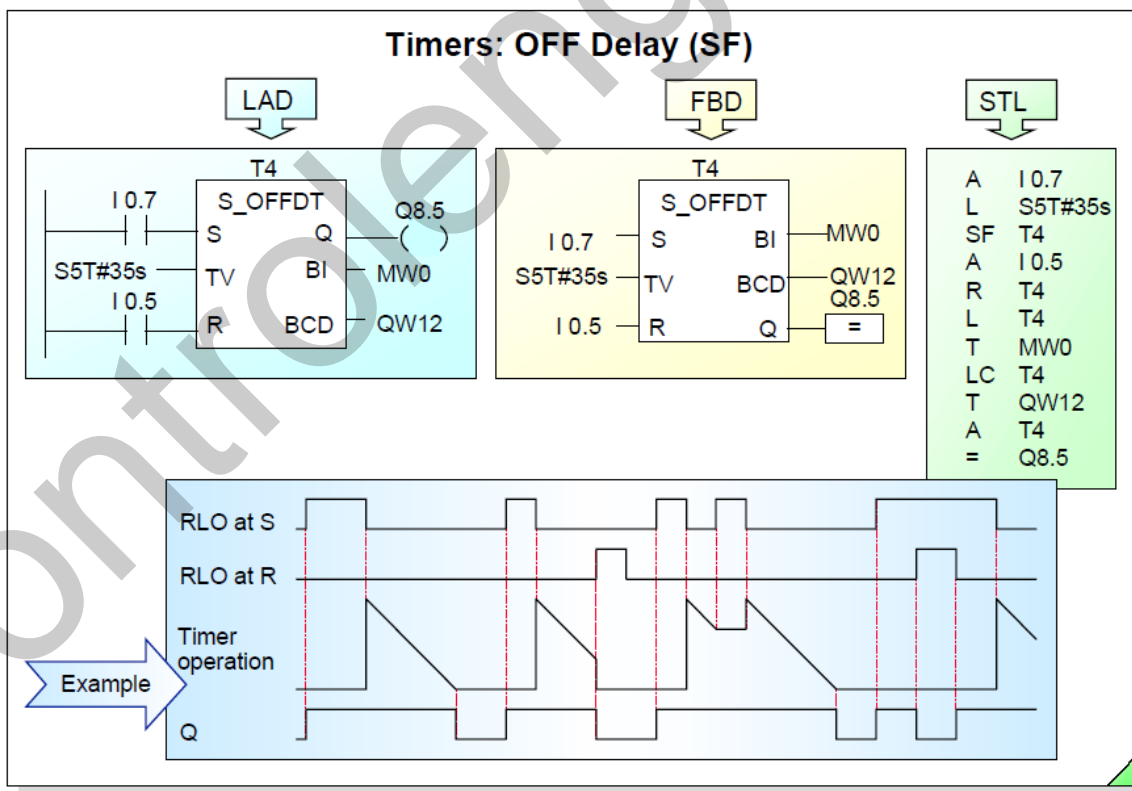 Timers: OFF Delay (SF)
LAD
FBD
STL
T4
S_OFFDT
I 0.7
S
Q
Q8.5
S5T#35s
TV
BI
MW0
I 0.5
R
BCD
QW12
T4
S_OFFDT
I 0.7
S
BI
MW0
S5T#35s
TV
BCD
QW12
Q8.5
I 0.5
R
Q
=
A I 0.7
L S5T#35s
SF T4
A I 0.5
R T4
L T4
T MW0
LC T4
T QW12
A T4
= Q8.5
RLO at S
RLO at R
Timer
operation
Q
Example
ontroleng